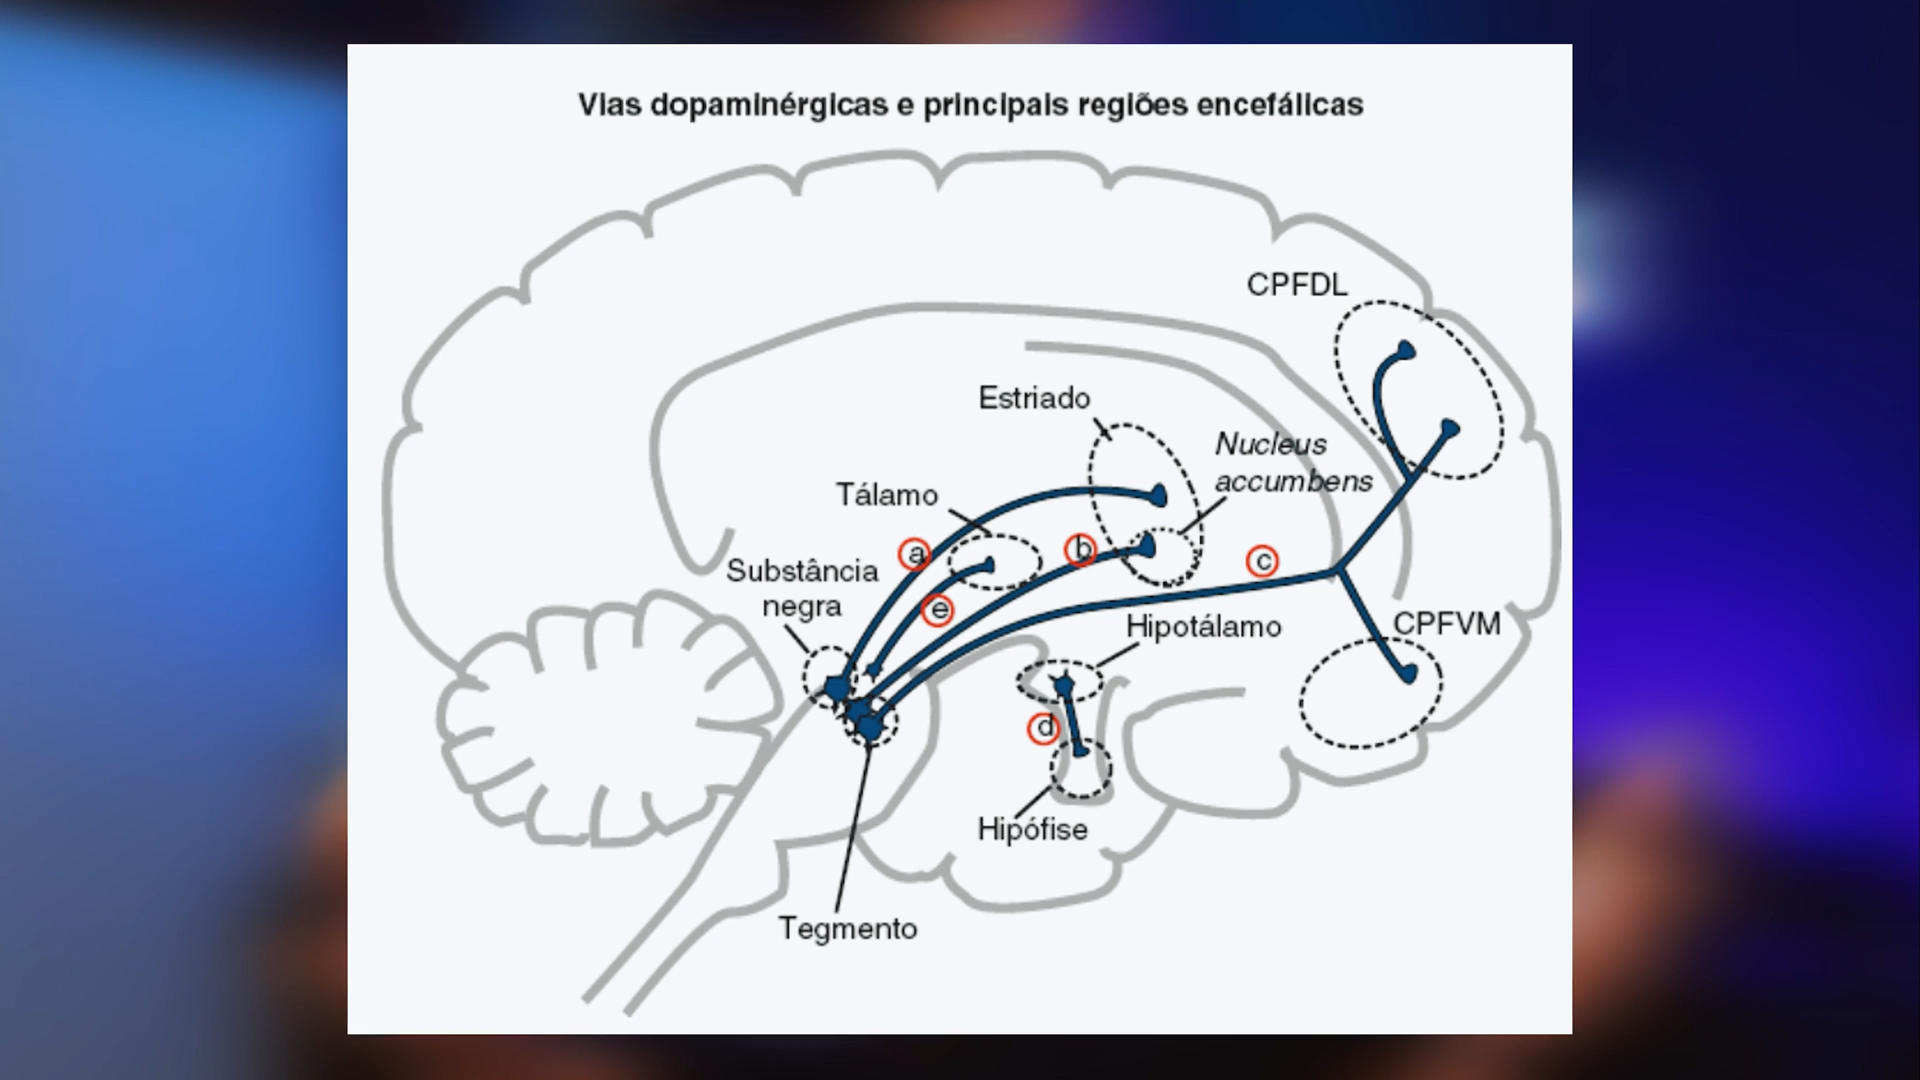 Vias dopaminérgicas e principais regiões encefálicas
CPFDL
Estriado
Nucleus
accumbens
Tálamo
a
b
c
Substância
negra
e
Hipotálamo
CPFVM
d
Hipófise
Tegmento